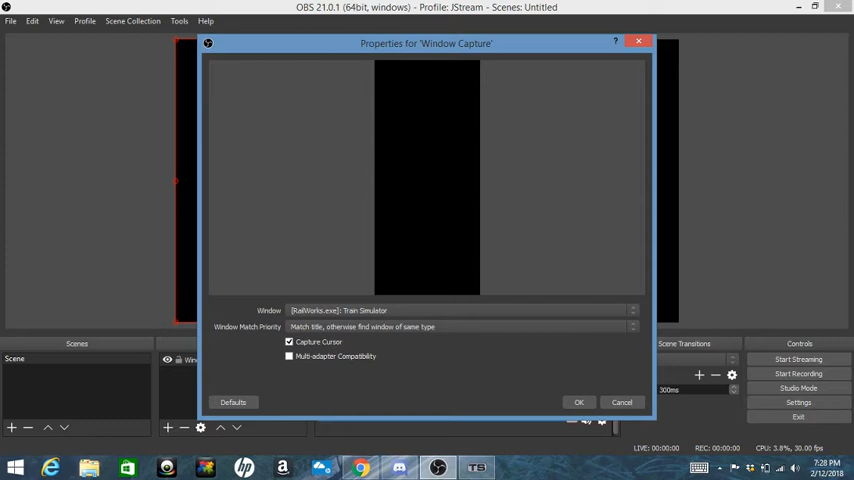 OBS 21.0.1 (64bit, windows) - Profile: JStream - Scenes: Untitled
File Edit View Profile Scene Collection Tools Help
Properties for 'Window Capture'
?
Window [RailWorks.exe]: Train Simulator
Window Match Priority Match title, otherwise find window of same type
Capture Cursor
Multi-adapter Compatibility
Defaults OK Cancel
Scenes
Scene
Scene Transitions
300ms
Controls
Start Streaming
Start Recording
Studio Mode
Settings
Exit
LIVE: 00:00:00 REC: 00:00:00 CPU: 3.8%, 30.00 fps
hp
a
TS
7:28 PM
2/12/2018